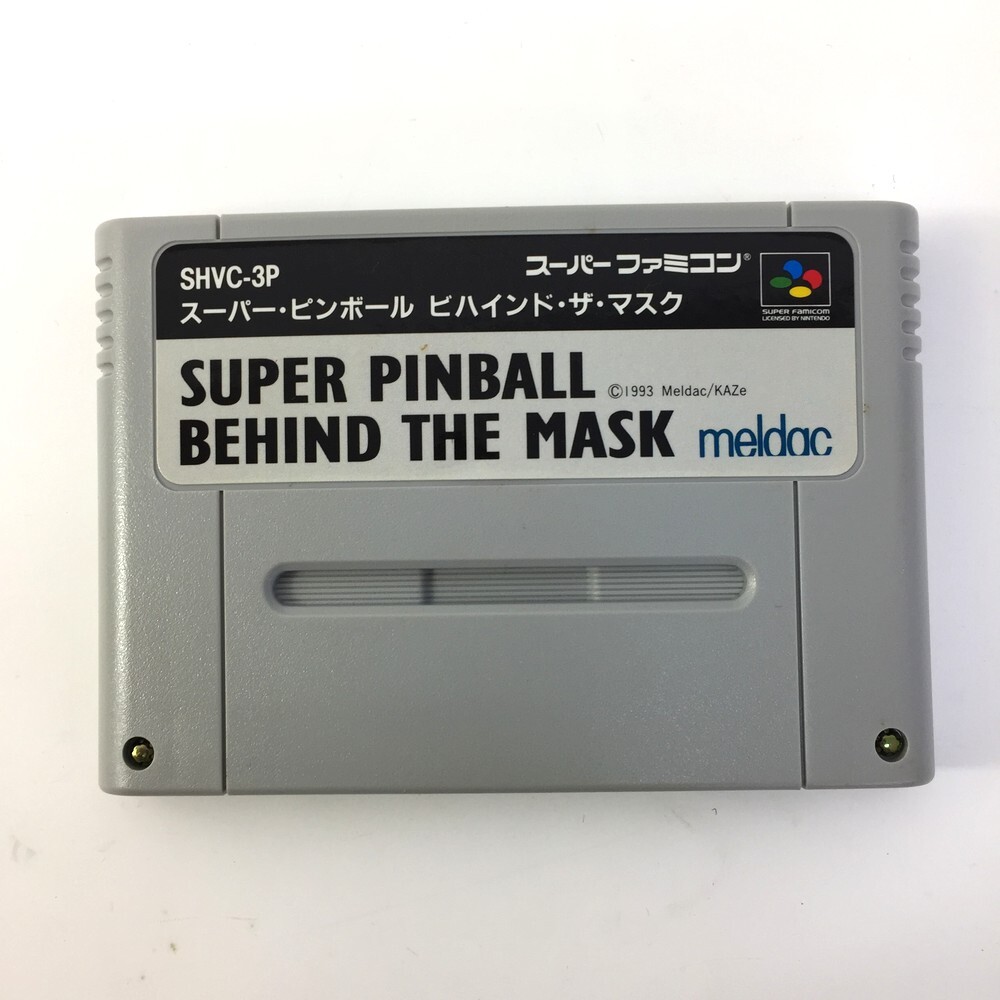 SHVC-3P
スーパーファミコン®
スーパー・ピンボール ビハインド・ザ・マスク
SUPER FAMICOM
LICENSED BY NINTENDO
SUPER PINBALL ©1993 Meldac/KAZe
BEHIND THE MASK meldac